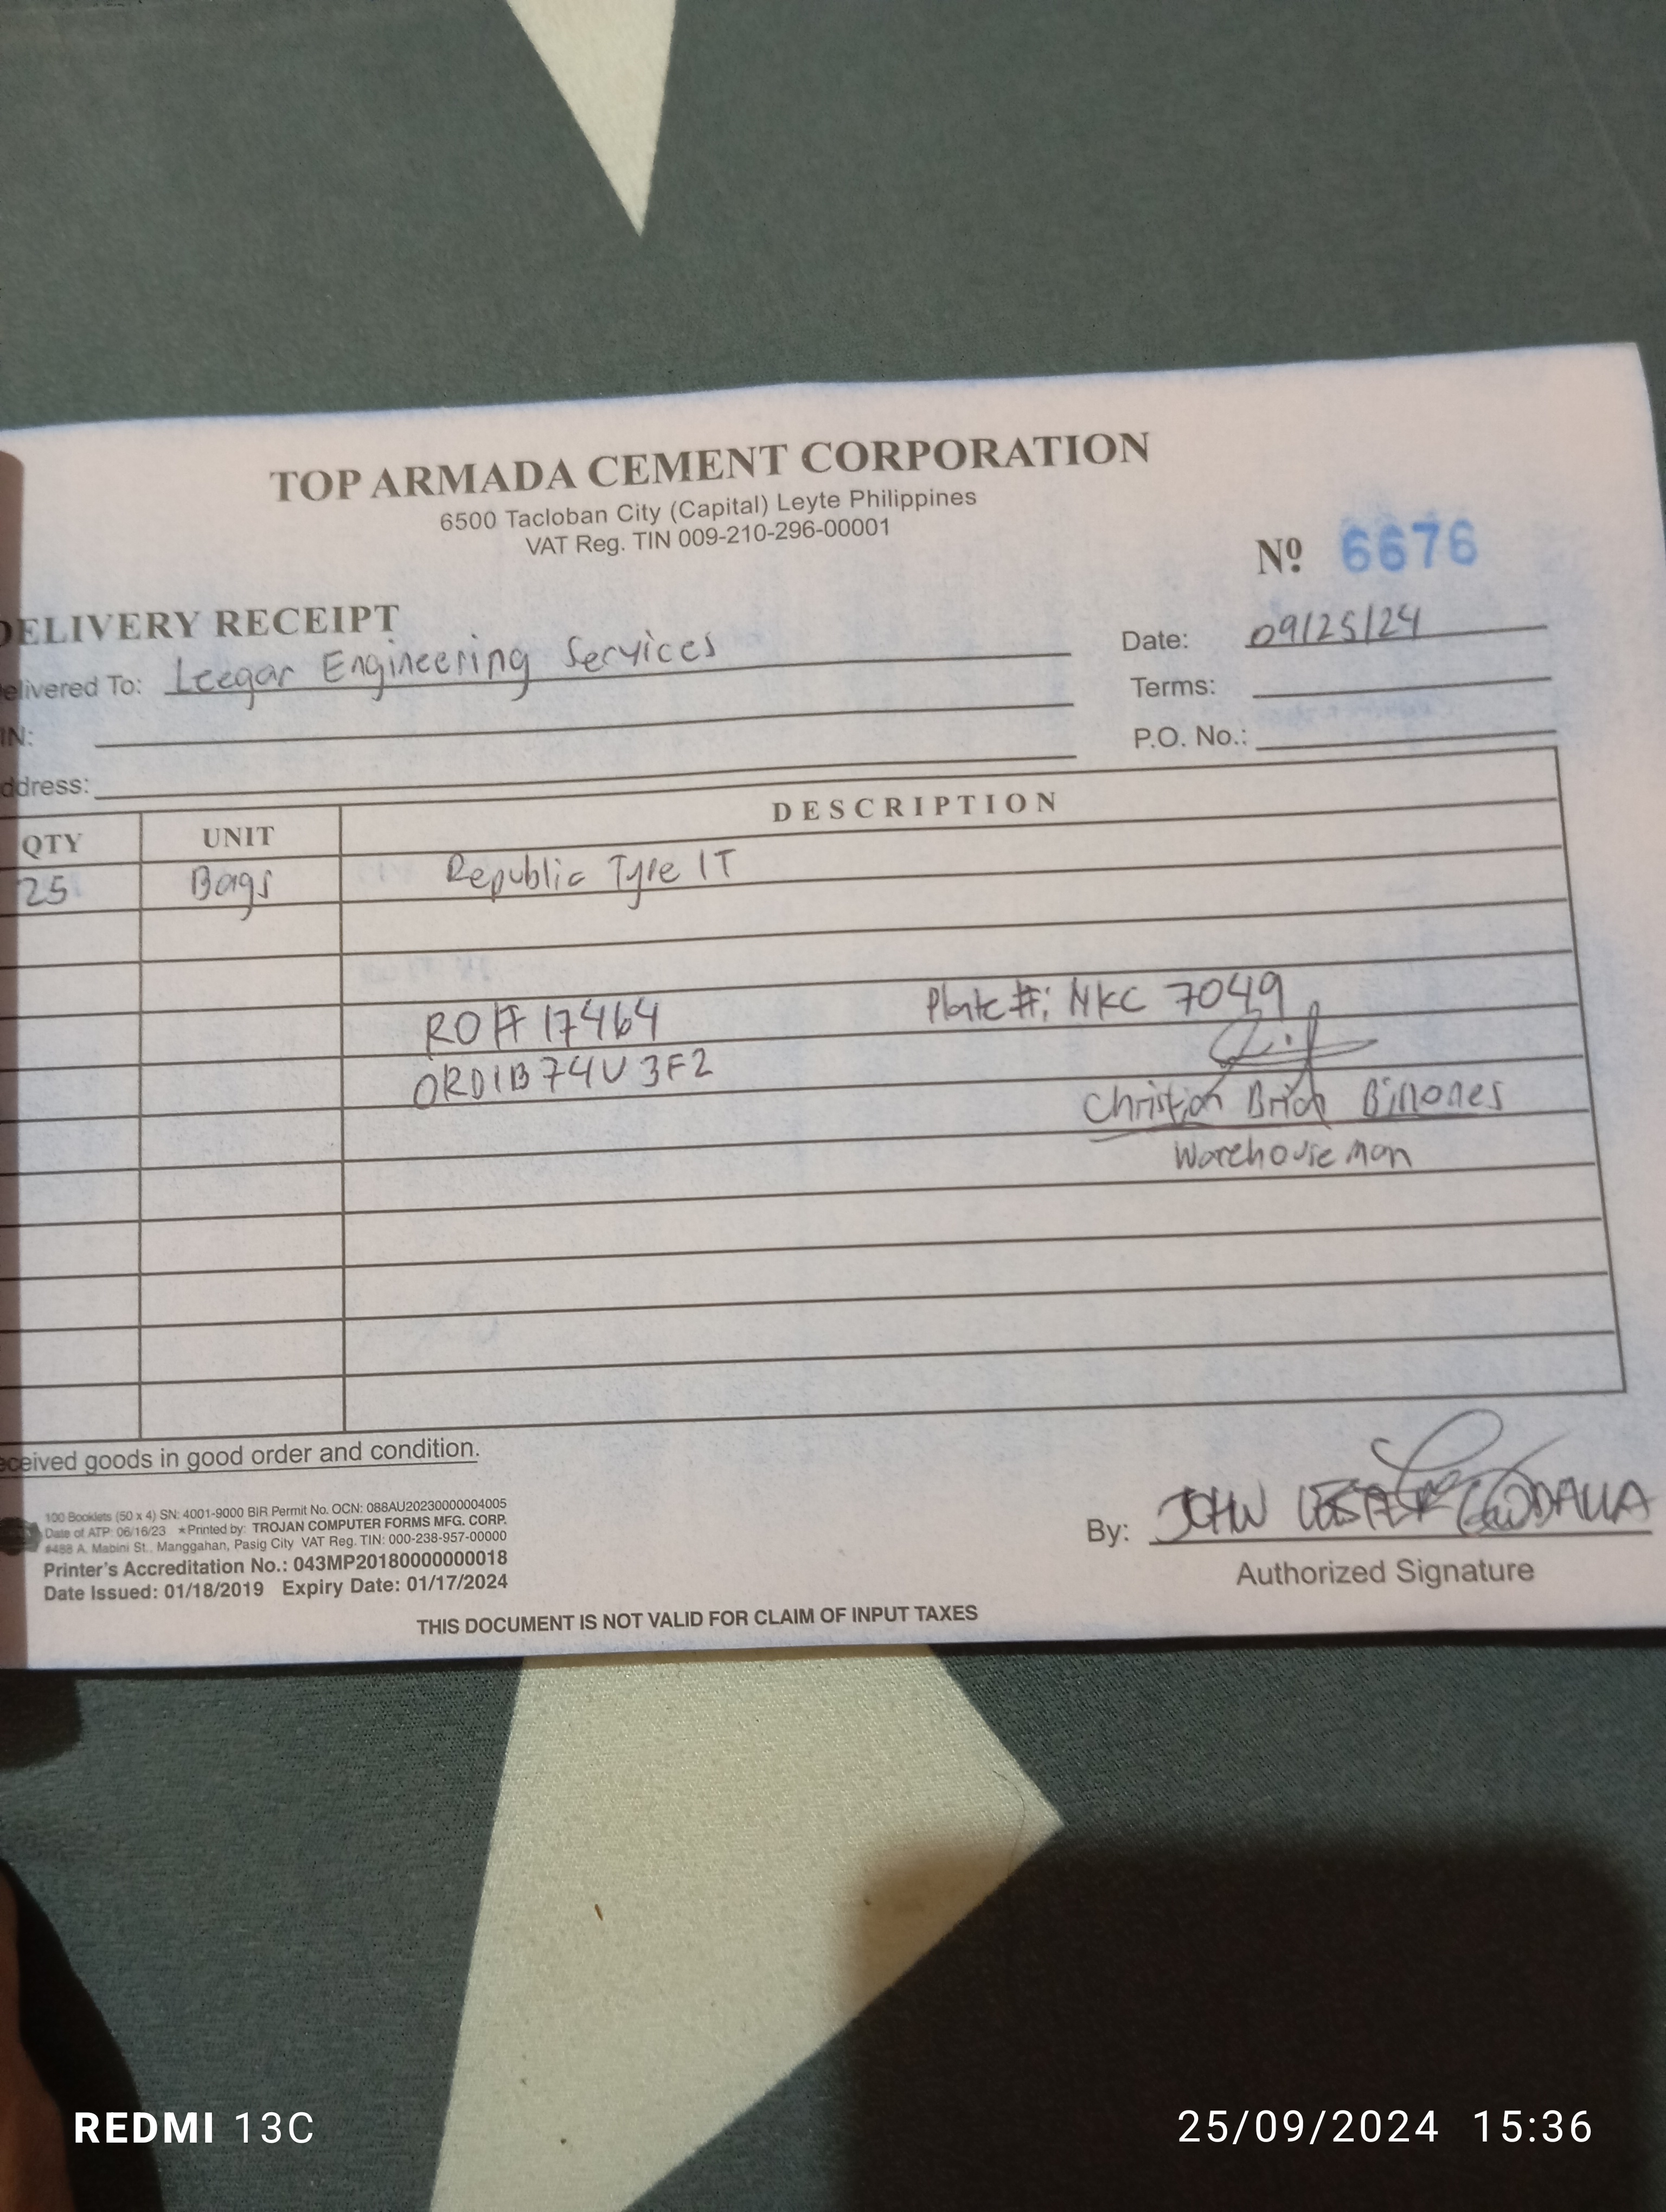 TOP ARMADA CEMENT CORPORATION
6500 Tacloban City (Capital) Leyte Philippines
VAT Reg. TIN 009-210-296-00001
Nº 6676
DELIVERY RECEIPT
Date: 09/25/24
elivered To: Leegar Engineering Services
Terms:
IN:
P.O. No.:
ddress:
QTY UNIT DESCRIPTION
25 Bags Republic Type 1T
RO# 17464 Plate #: NKC 7049
ORD1B74U3F2
Christian Brich Billones
Warehouse man
eceived goods in good order and condition.
100 Booklets (50 x 4) SN: 4001-9000 BIR Permit No. OCN: 088AU20230000004005
Date of ATP: 06/16/23 ★Printed by: TROJAN COMPUTER FORMS MFG. CORP.
#488 A. Mabini St., Manggahan, Pasig City VAT Reg. TIN: 000-238-957-00000
Printer's Accreditation No.: 043MP20180000000018
Date Issued: 01/18/2019 Expiry Date: 01/17/2024
By: JOHN
Authorized Signature
THIS DOCUMENT IS NOT VALID FOR CLAIM OF INPUT TAXES
REDMI 13C
25/09/2024 15:36